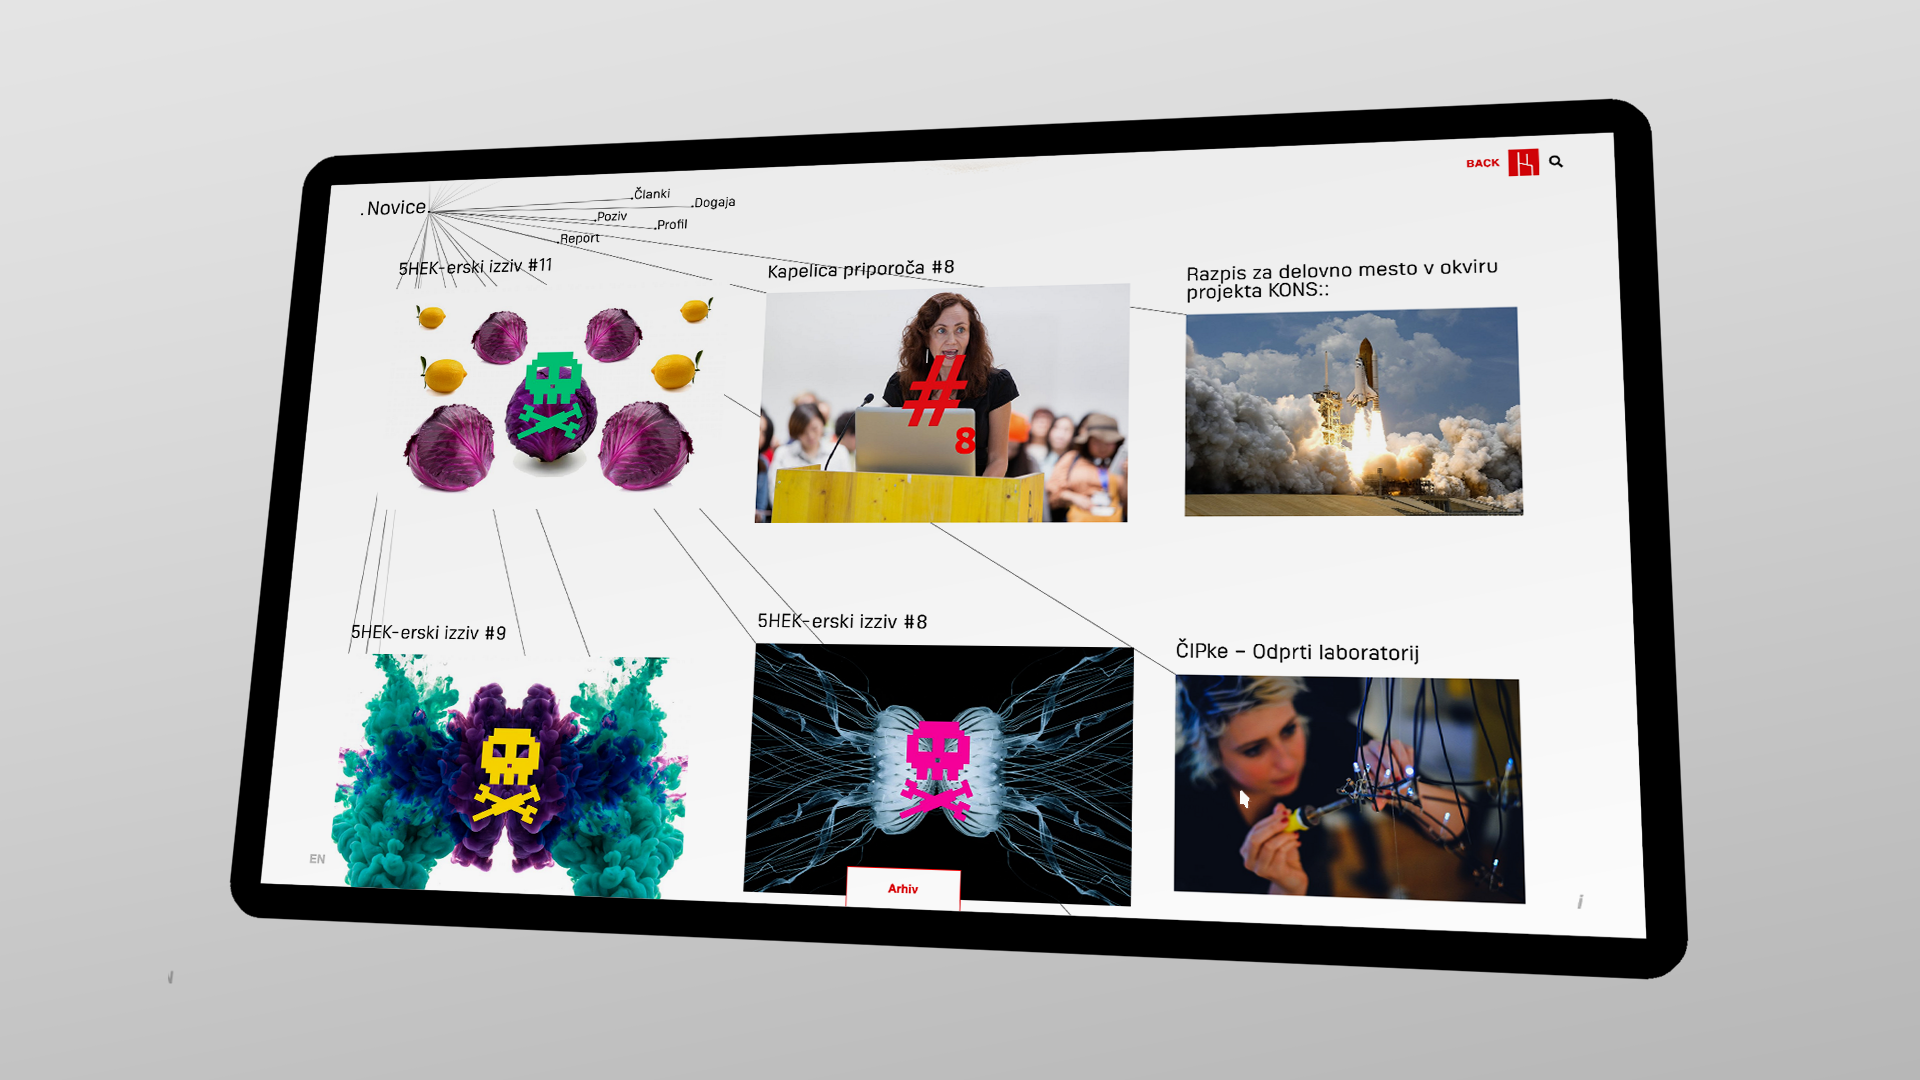 BACK
.Novice.
.Članki
.Dogaja
.Poziv
.Profil
.Report
5HEK-erski izziv #11
Kapelica priporoča #8
Razpis za delovno mesto v okviru
projekta KONS::
#
8
5HEK-erski izziv #9
5HEK-erski izziv #8
ČIPke – Odprti laboratorij
EN
Arhiv
i